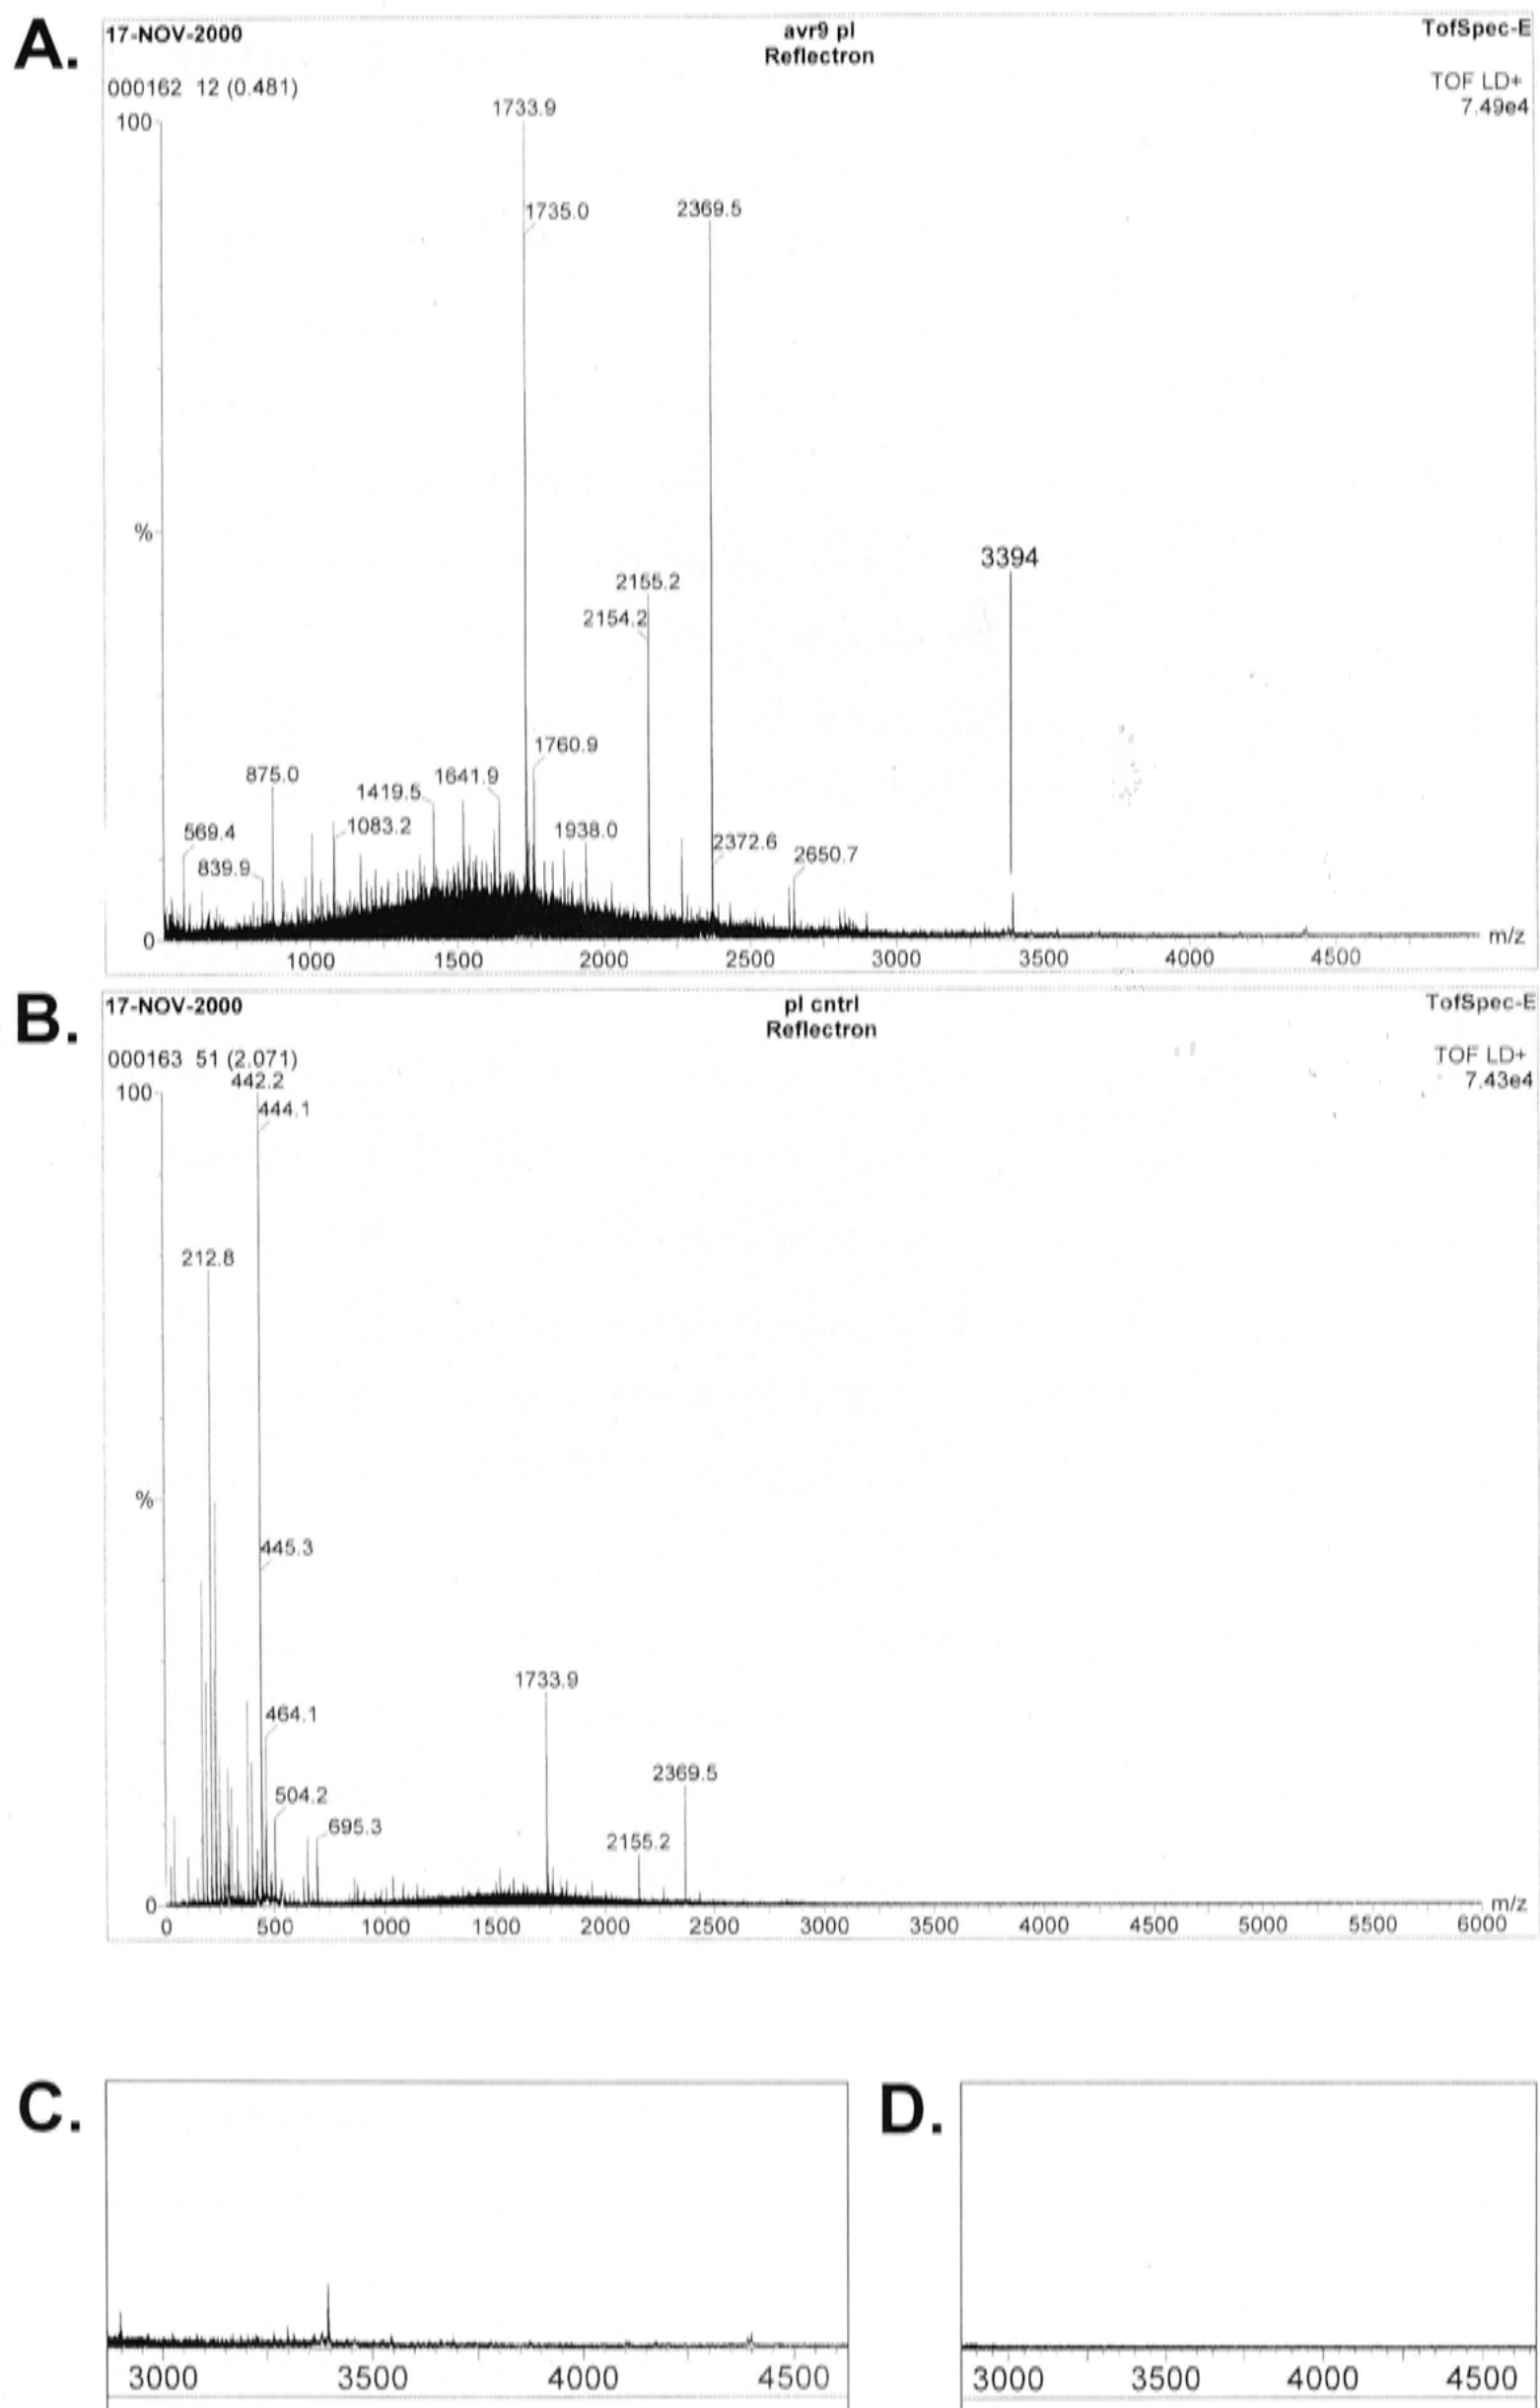 A.
17-NOV-2000 avr9 pl TofSpec-E
Reflectron
000162 12 (0.481) TOF LD+
7.49e4
1733.9
100
1735.0
2369.5
%
3394
2155.2
2154.2
1760.9
875.0
1641.9
1419.5
1083.2
1938.0
569.4
2372.6
2650.7
839.9
0
m/z
1000 1500 2000 2500 3000 3500 4000 4500
B.
17-NOV-2000 pl cntrl TofSpec-E
Reflectron
000163 51 (2.071) TOF LD+
442.2 7.43e4
100
444.1
212.8
%
445.3
1733.9
464.1
2369.5
504.2
695.3
2155.2
0
m/z
0 500 1000 1500 2000 2500 3000 3500 4000 4500 5000 5500 6000
C.
3000 3500 4000 4500
D.
3000 3500 4000 4500